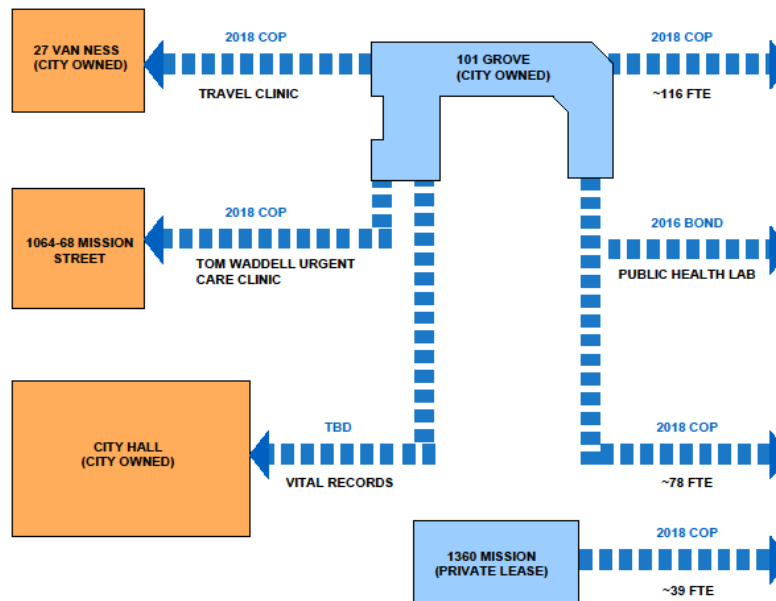 27 VAN NESS
(CITY OWNED)
2018 COP
TRAVEL CLINIC
101 GROVE
(CITY OWNED)
2018 COP
~116 FTE
1064-68 MISSION
STREET
2018 COP
TOM WADDELL URGENT
CARE CLINIC
2016 BOND
PUBLIC HEALTH LAB
CITY HALL
(CITY OWNED)
TBD
VITAL RECORDS
2018 COP
~78 FTE
1360 MISSION
(PRIVATE LEASE)
2018 COP
~39 FTE